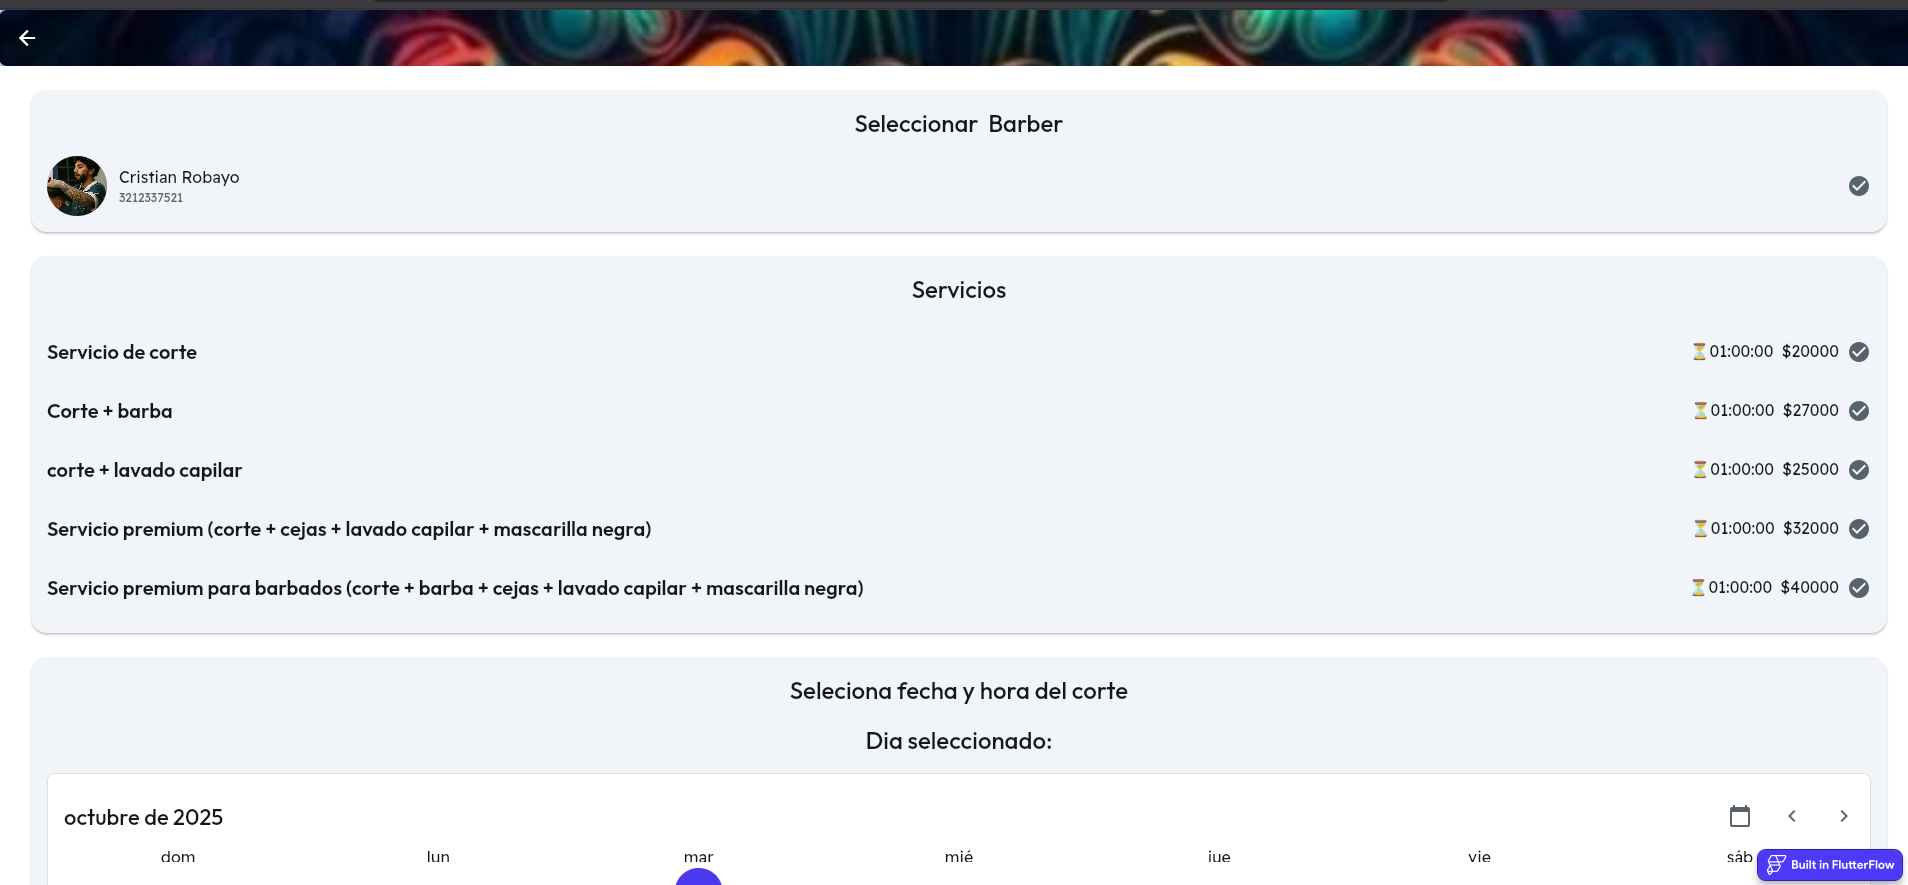 Seleccionar  Barber
Cristian Robayo
3212337521
Servicios
Servicio de corte ⏳01:00:00 $20000
Corte + barba ⏳01:00:00 $27000
corte + lavado capilar ⏳01:00:00 $25000
Servicio premium (corte + cejas + lavado capilar + mascarilla negra) ⏳01:00:00 $32000
Servicio premium para barbados (corte + barba + cejas + lavado capilar + mascarilla negra) ⏳01:00:00 $40000
Seleciona fecha y hora del corte
Dia seleccionado:
octubre de 2025
dom lun mar mié jue vie sáb
Built in FlutterFlow